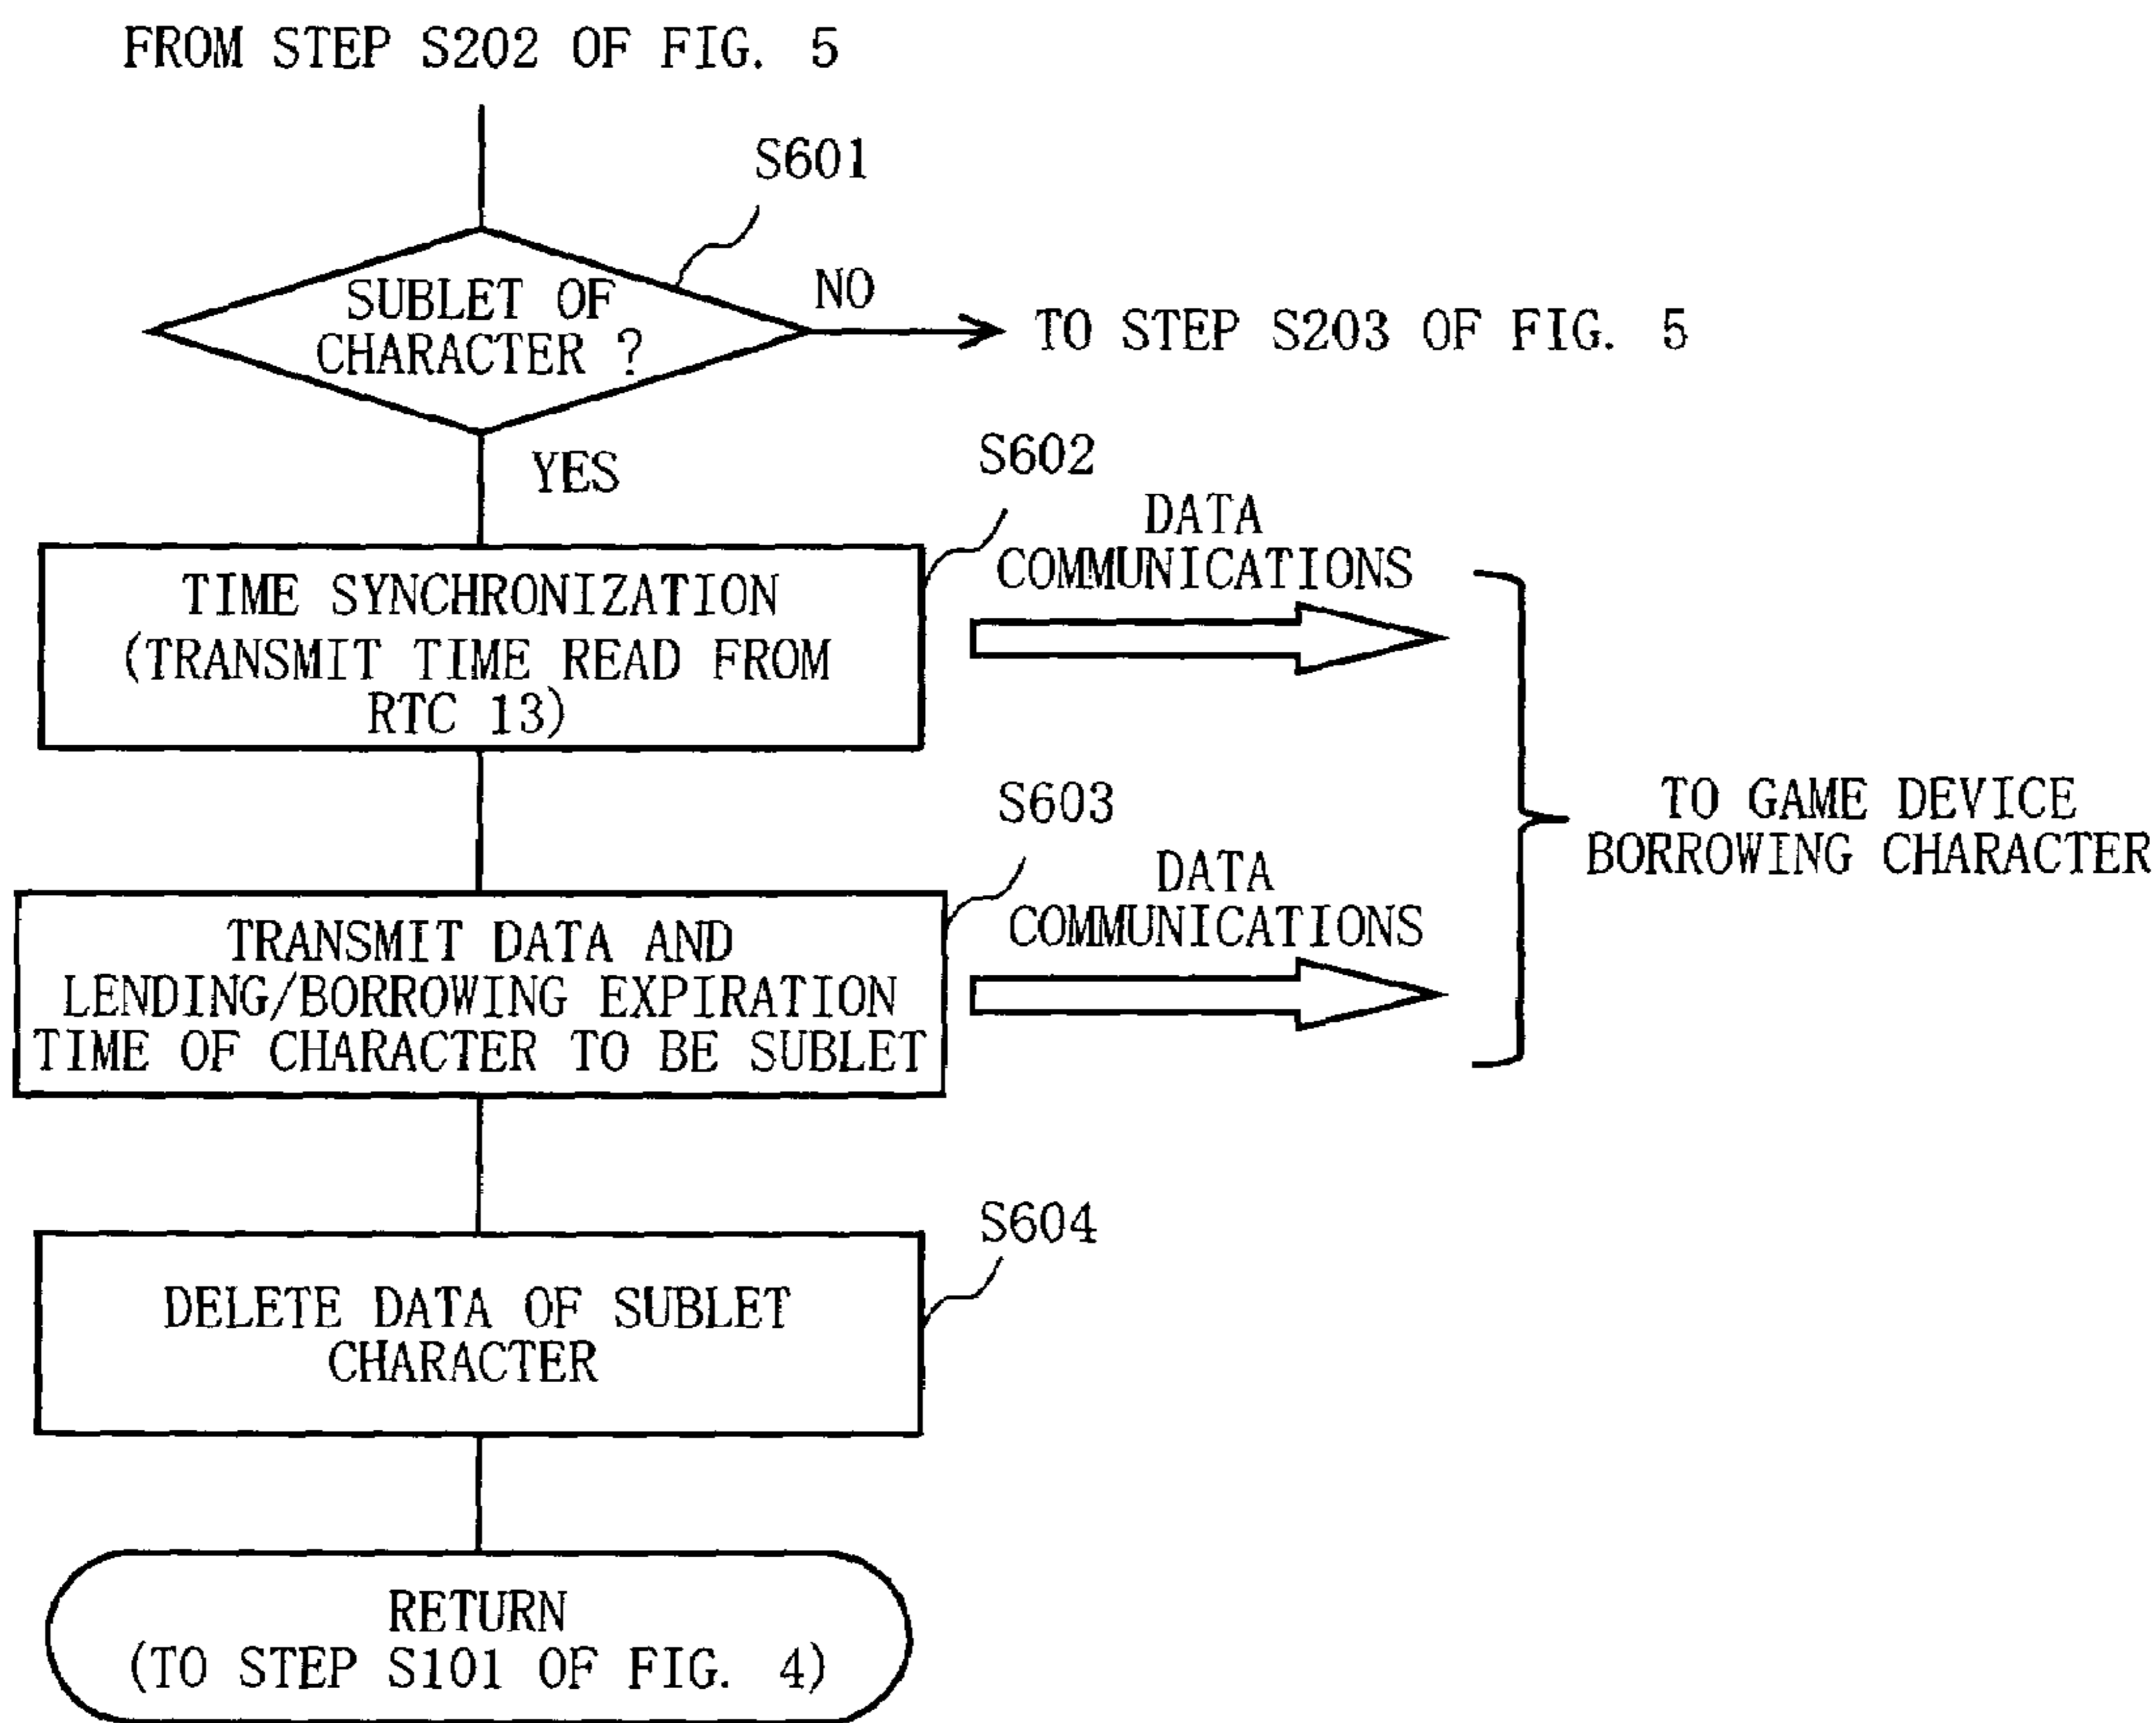 FROM STEP S202 OF FIG. 5
S601
SUBLET OF
CHARACTER ?
NO
TO STEP S203 OF FIG. 5
YES
S602
DATA
COMMUNICATIONS
TIME SYNCHRONIZATION
(TRANSMIT TIME READ FROM
RTC 13)
S603
TO GAME DEVICE
BORROWING CHARACTER
DATA
COMMUNICATIONS
TRANSMIT DATA AND
LENDING/BORROWING EXPIRATION
TIME OF CHARACTER TO BE SUBLET
S604
DELETE DATA OF SUBLET
CHARACTER
RETURN
(TO STEP S101 OF FIG. 4)